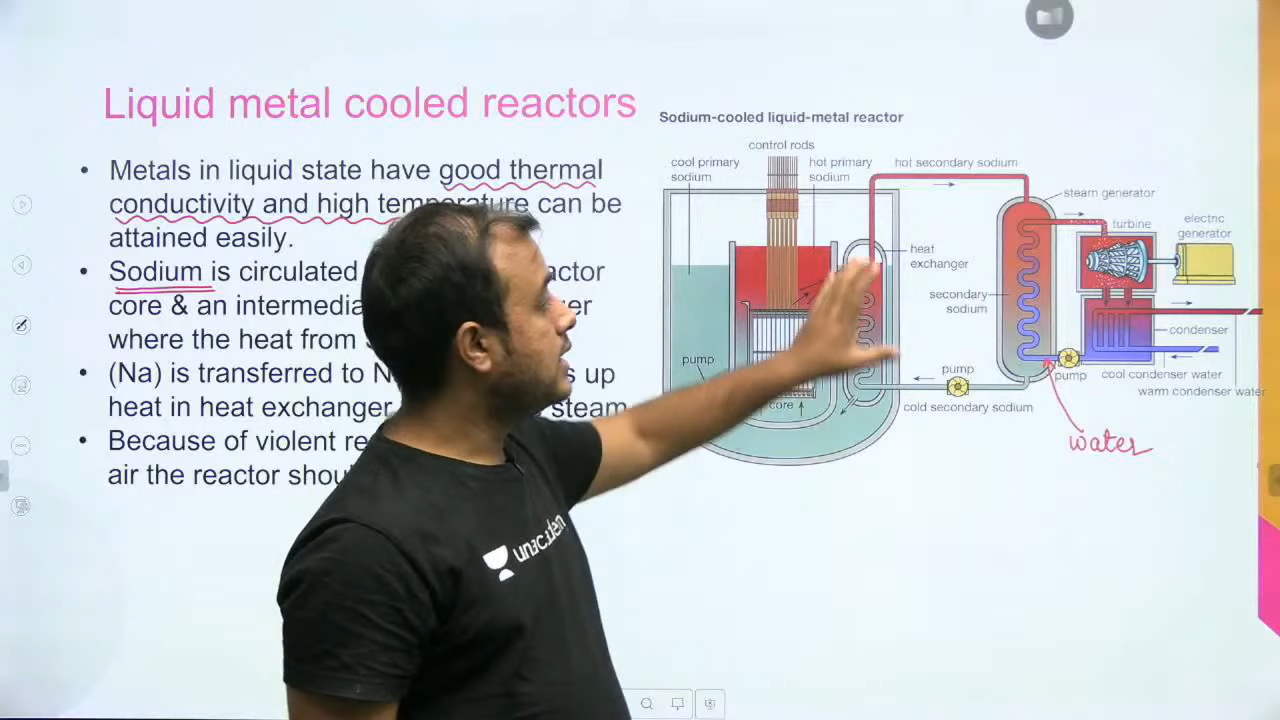 Liquid metal cooled reactors
• Metals in liquid state have good thermal
conductivity and high temperature can be
attained easily.
• Sodium is circulated
core & an
where the heat from
• (Na) is transferred to up
heat in heat exchanger steam
• Because of violent
air the reactor
Sodium-cooled liquid-metal reactor
control rods
cool primary
sodium
hot primary
sodium
hot secondary sodium
steam generator
turbine
electric
generator
heat
exchanger
secondary
sodium
condenser
pump
pump
pump
cool condenser water
warm condenser water
core
cold secondary sodium
water